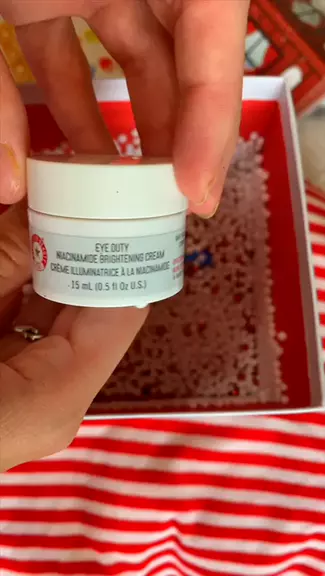 EYE DUTY
NIACINAMIDE BRIGHTENING CREAM
CRÈME ILLUMINATRICE À LA NIACINAMIDE
15 mL (0.5 fl Oz U.S.)